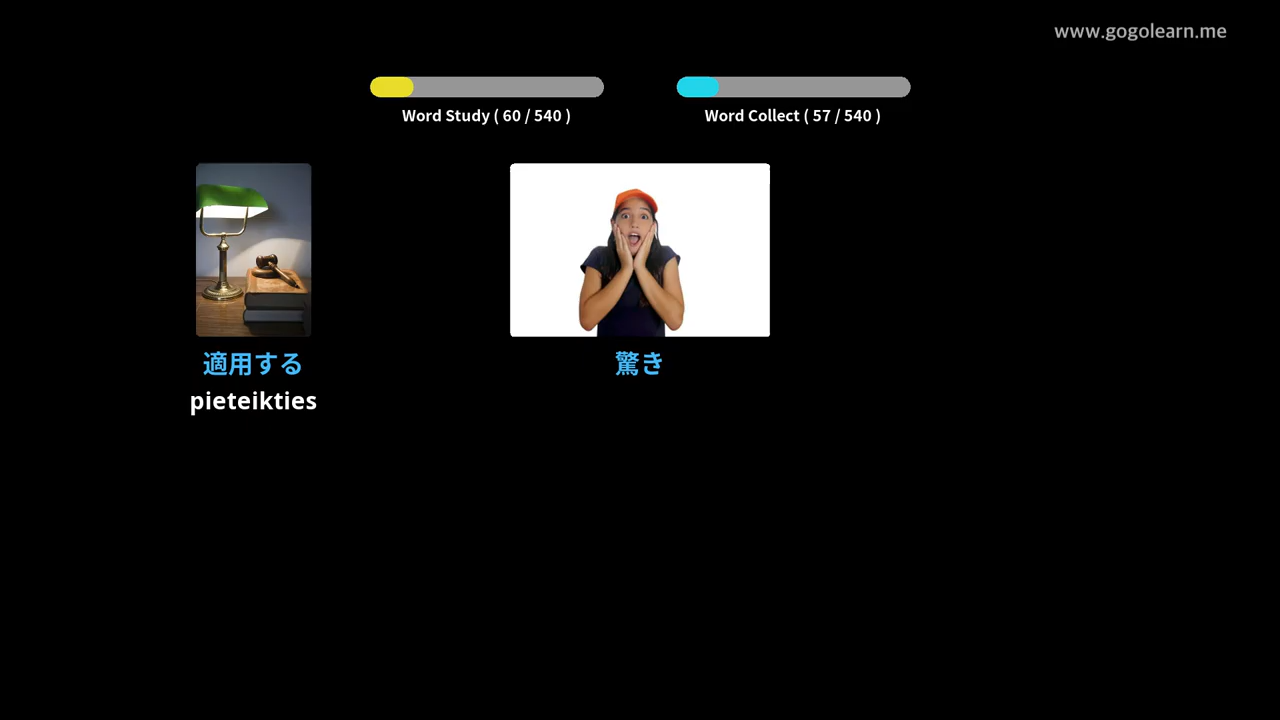 www.gogolearn.me
Word Study ( 60 / 540 )
Word Collect ( 57 / 540 )
適用する
驚き
pieteikties